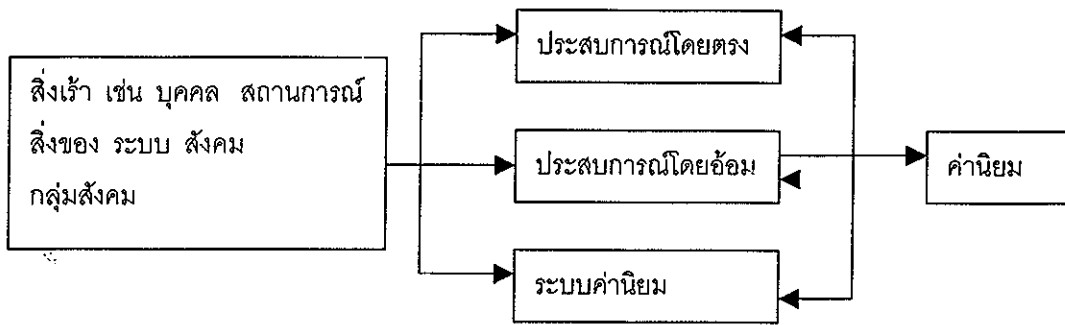 สิ่งเร้า เช่น บุคคล สถานการณ์
สิ่งของ ระบบ สังคม
กลุ่มสังคม
ประสบการณ์โดยตรง
ประสบการณ์โดยอ้อม
ระบบค่านิยม
ค่านิยม